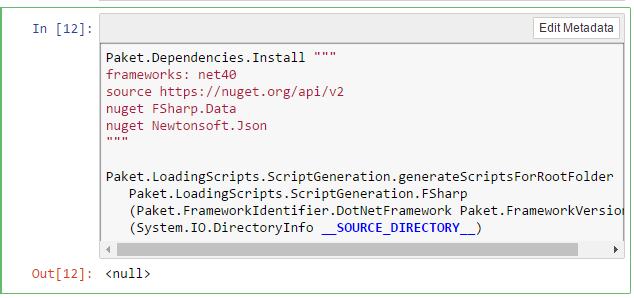 In [12]:
Edit Metadata
Paket.Dependencies.Install """
frameworks: net40
source https://nuget.org/api/v2
nuget FSharp.Data
nuget Newtonsoft.Json
"""
Paket.LoadingScripts.ScriptGeneration.generateScriptsForRootFolder
Paket.LoadingScripts.ScriptGeneration.FSharp
(Paket.FrameworkIdentifier.DotNetFramework Paket.FrameworkVersion
(System.IO.DirectoryInfo __SOURCE_DIRECTORY__)
Out[12]: <null>